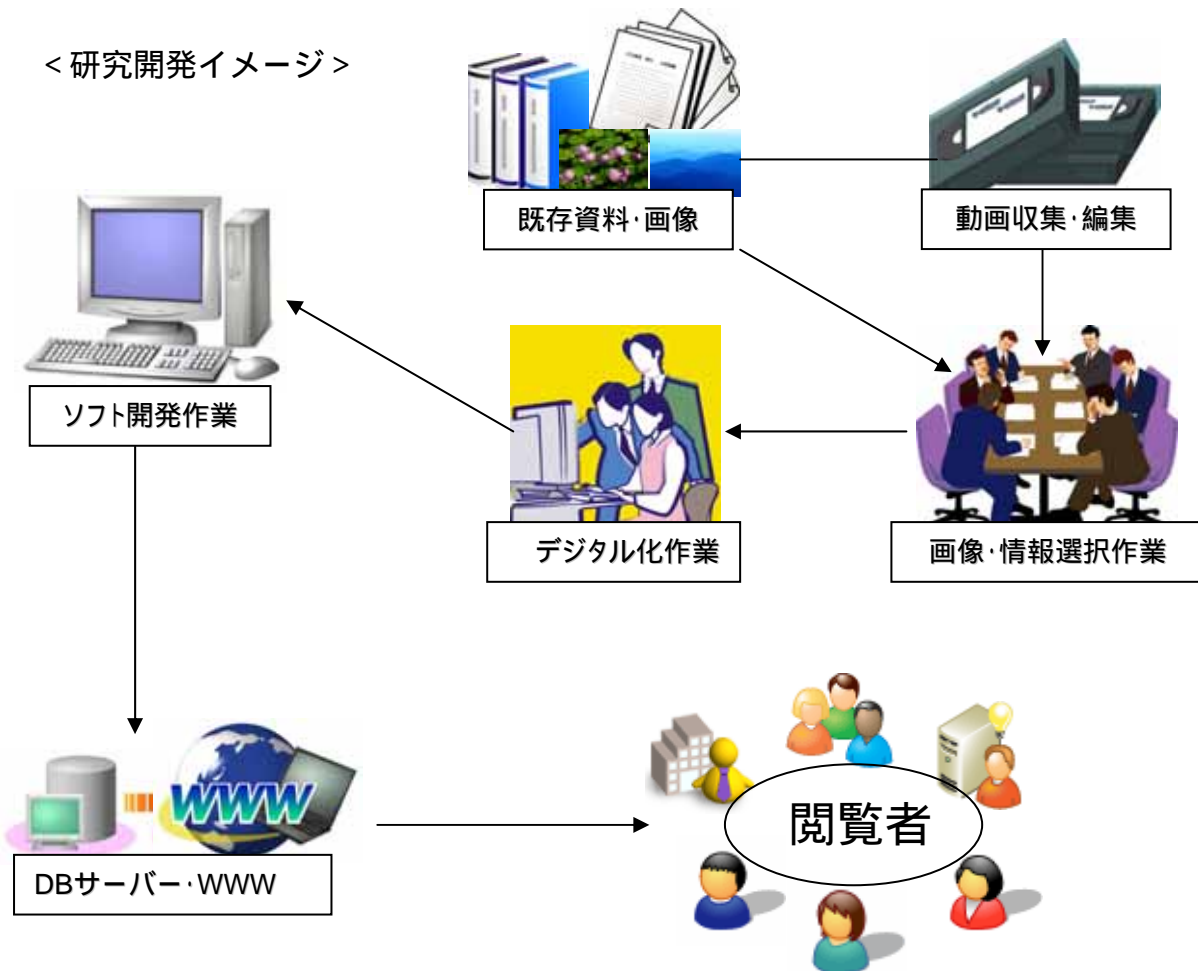 <研究開発イメージ>
既存資料・画像
動画収集・編集
ソフト開発作業
デジタル化作業
画像・情報選択作業
WWW
DBサーバー・WWW
閲覧者